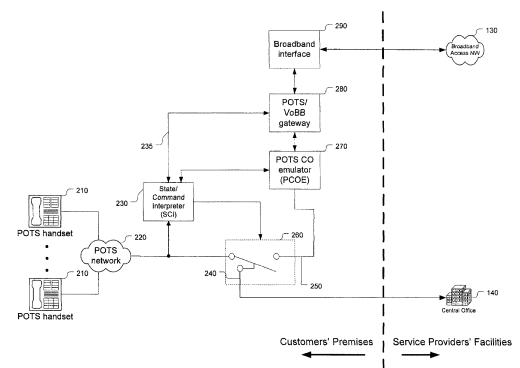 290
Broadband
interface
130
Broadband
Access NW
280
POTS/
VoBB
gateway
235
270
POTS CO
emulator
(PCOE)
210
230
State/
Command
Interpreter
(SCI)
POTS handset
220
260
POTS
network
210
240
250
140
POTS handset
Central Office
Customers' Premises
Service Providers' Facilities